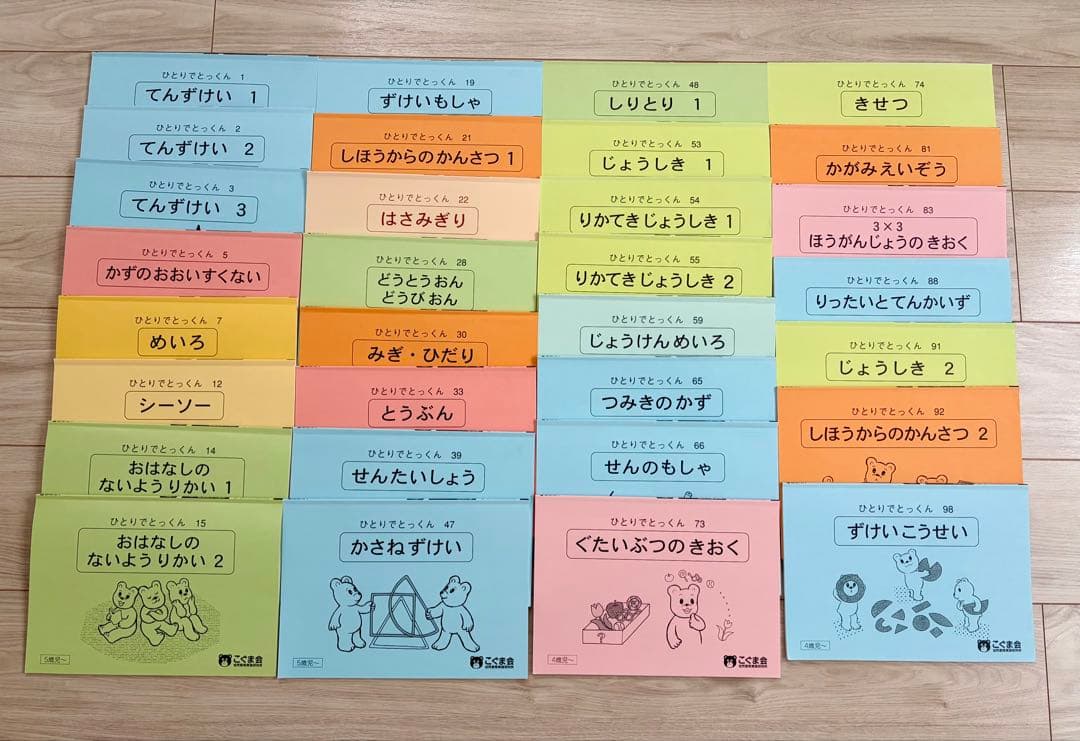 ひとりでとっくん 1
てんずけい 1
ひとりでとっくん 2
てんずけい 2
ひとりでとっくん 3
てんずけい 3
ひとりでとっくん 5
かずのおおいすくない
ひとりでとっくん 7
めいろ
ひとりでとっくん 12
シーソー
ひとりでとっくん 14
おはなしの
ないようりかい 1
ひとりでとっくん 15
おはなしの
ないようりかい 2
5歳児〜
こぐま会
ひとりでとっくん 19
ずけいもしゃ
ひとりでとっくん 21
しほうからのかんさつ 1
ひとりでとっくん 22
はさみぎり
ひとりでとっくん 28
どうとうおん
どうびおん
ひとりでとっくん 30
みぎ・ひだり
ひとりでとっくん 33
とうぶん
ひとりでとっくん 39
せんたいしょう
ひとりでとっくん 47
かさねずけい
5歳児〜
こぐま会
ひとりでとっくん 48
しりとり 1
ひとりでとっくん 53
じょうしき 1
ひとりでとっくん 54
りかてきじょうしき 1
ひとりでとっくん 55
りかてきじょうしき 2
ひとりでとっくん 59
じょうけんめいろ
ひとりでとっくん 65
つみきのかず
ひとりでとっくん 66
せんのもしゃ
ひとりでとっくん 73
ぐたいぶつのきおく
?
4歳児〜
こぐま会
ひとりでとっくん 74
きせつ
ひとりでとっくん 81
かがみえいぞう
ひとりでとっくん 83
3×3
ほうがんじょうのきおく
ひとりでとっくん 88
りったいとてんかいず
ひとりでとっくん 91
じょうしき 2
ひとりでとっくん 92
しほうからのかんさつ 2
ひとりでとっくん 98
ずけいこうせい
4歳児〜
こぐま会